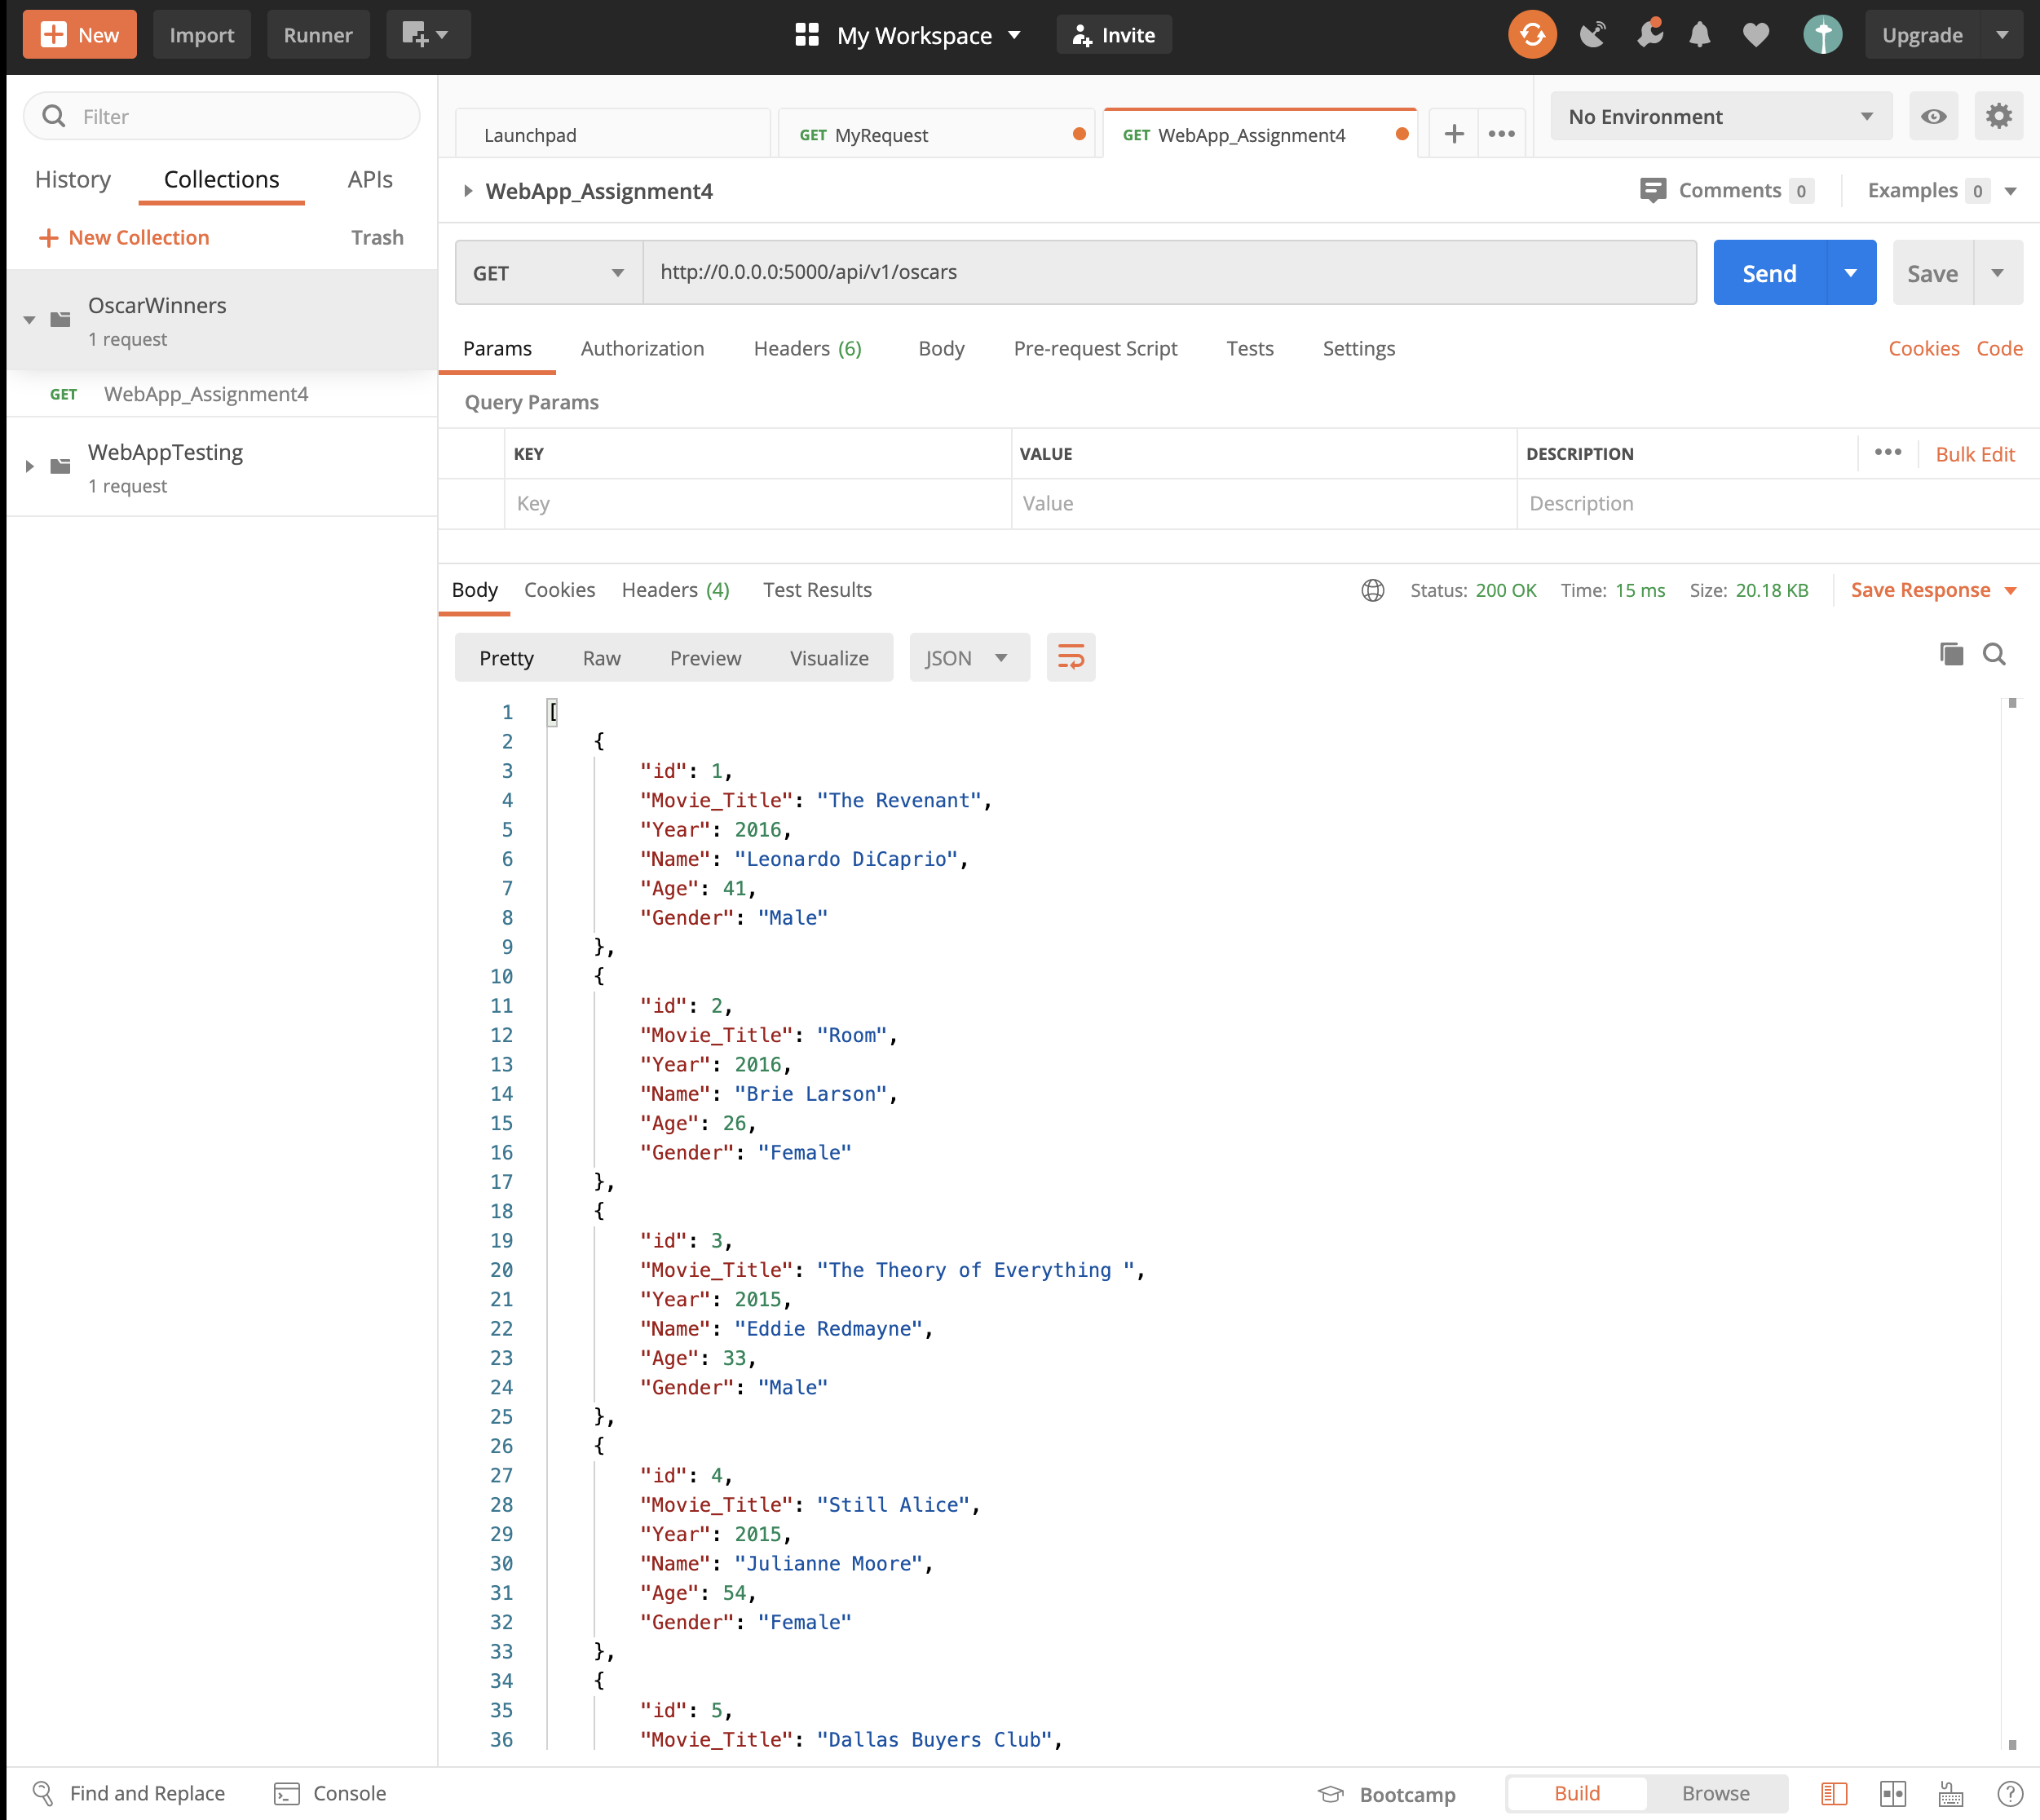 New Import Runner My Workspace Invite Upgrade
Filter
Launchpad GET MyRequest GET WebApp_Assignment4 No Environment
History Collections APIs
WebApp_Assignment4 Comments 0 Examples 0
New Collection Trash
OscarWinners
1 request
GET WebApp_Assignment4
WebAppTesting
1 request
GET http://0.0.0.0:5000/api/v1/oscars Send Save
Params Authorization Headers (6) Body Pre-request Script Tests Settings Cookies Code
Query Params
KEY VALUE DESCRIPTION Bulk Edit
Key Value Description
Body Cookies Headers (4) Test Results Status: 200 OK Time: 15 ms Size: 20.18 KB Save Response
Pretty Raw Preview Visualize JSON
1 [
2 {
3 "id": 1,
4 "Movie_Title": "The Revenant",
5 "Year": 2016,
6 "Name": "Leonardo DiCaprio",
7 "Age": 41,
8 "Gender": "Male"
9 },
10 {
11 "id": 2,
12 "Movie_Title": "Room",
13 "Year": 2016,
14 "Name": "Brie Larson",
15 "Age": 26,
16 "Gender": "Female"
17 },
18 {
19 "id": 3,
20 "Movie_Title": "The Theory of Everything ",
21 "Year": 2015,
22 "Name": "Eddie Redmayne",
23 "Age": 33,
24 "Gender": "Male"
25 },
26 {
27 "id": 4,
28 "Movie_Title": "Still Alice",
29 "Year": 2015,
30 "Name": "Julianne Moore",
31 "Age": 54,
32 "Gender": "Female"
33 },
34 {
35 "id": 5,
36 "Movie_Title": "Dallas Buyers Club",
Find and Replace Console Bootcamp Build Browse